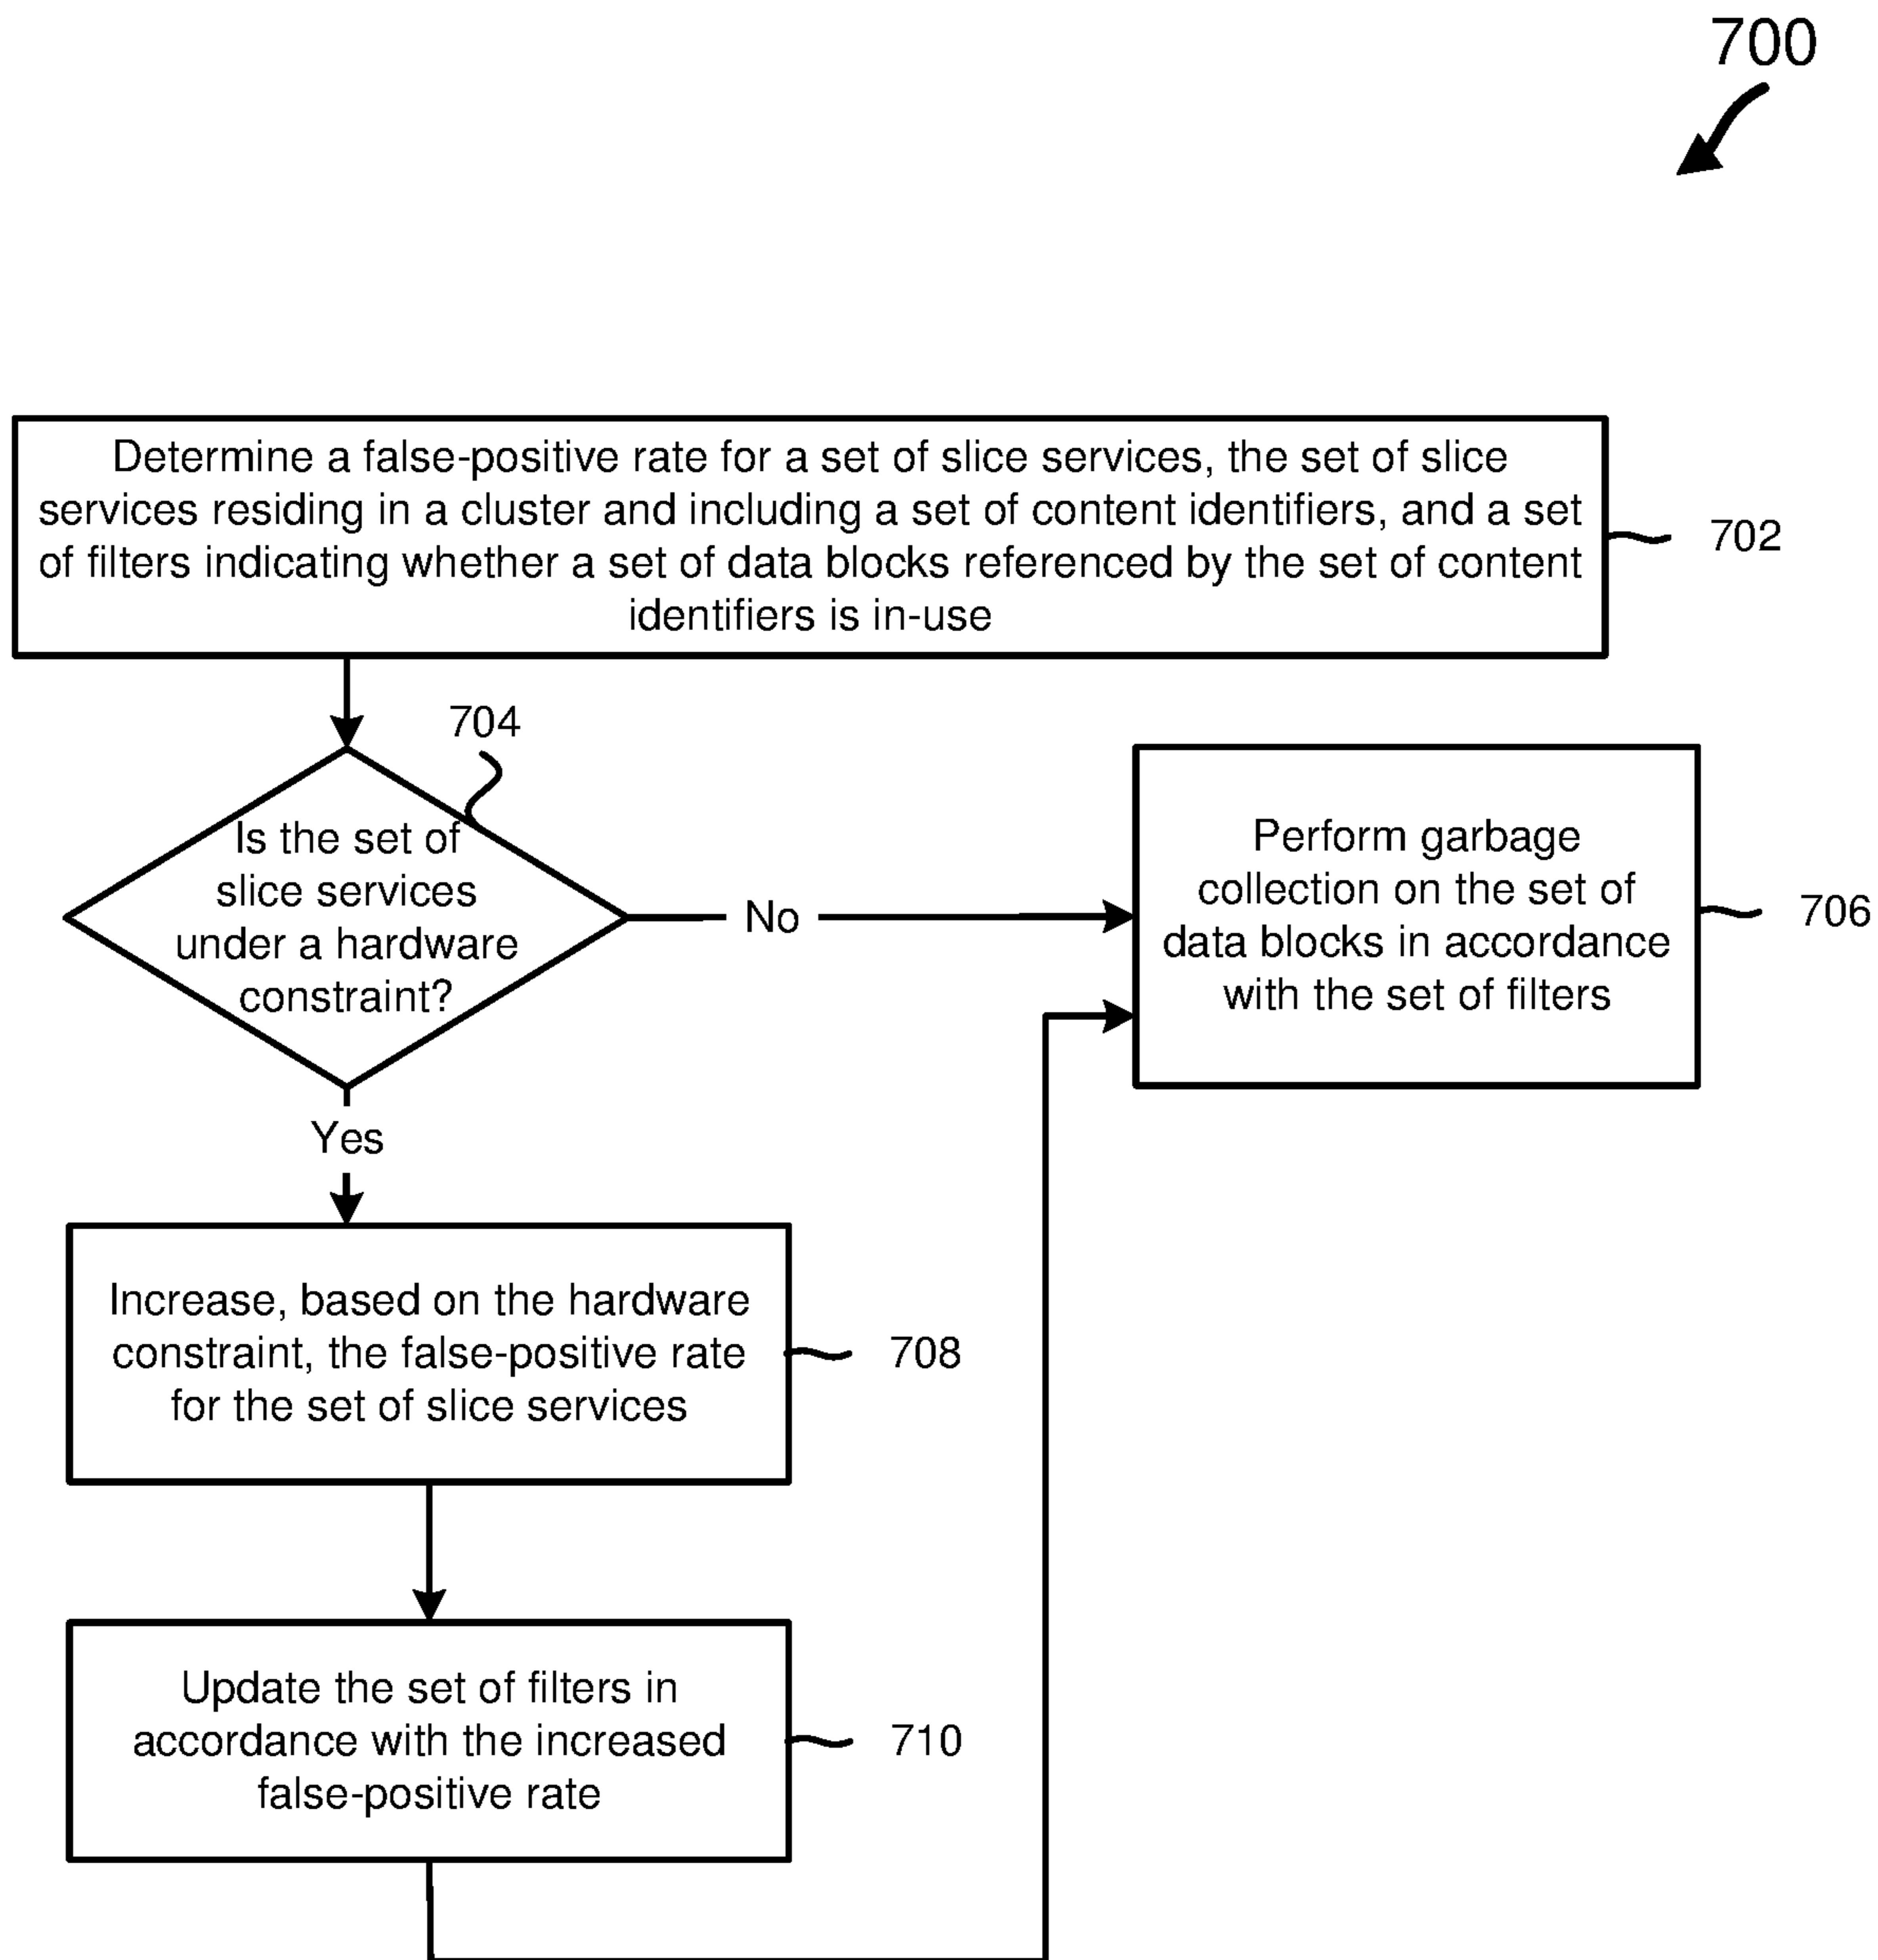 700
Determine a false-positive rate for a set of slice services, the set of slice
services residing in a cluster and including a set of content identifiers, and a set
of filters indicating whether a set of data blocks referenced by the set of content
identifiers is in-use
702
704
Is the set of
slice services
under a hardware
constraint?
No
Perform garbage
collection on the set of
data blocks in accordance
with the set of filters
706
Yes
Increase, based on the hardware
constraint, the false-positive rate
for the set of slice services
708
Update the set of filters in
accordance with the increased
false-positive rate
710